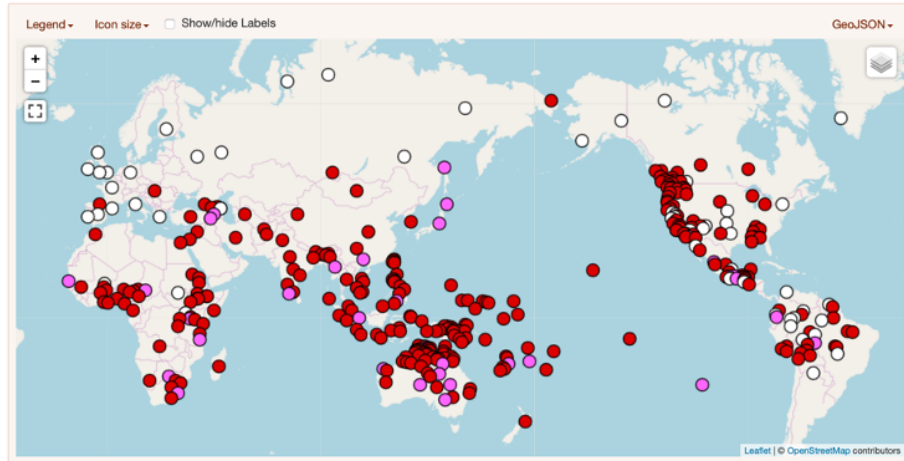 Legend Icon size Show/hide Labels GeoJSON
+
−
Leaflet | © OpenStreetMap contributors